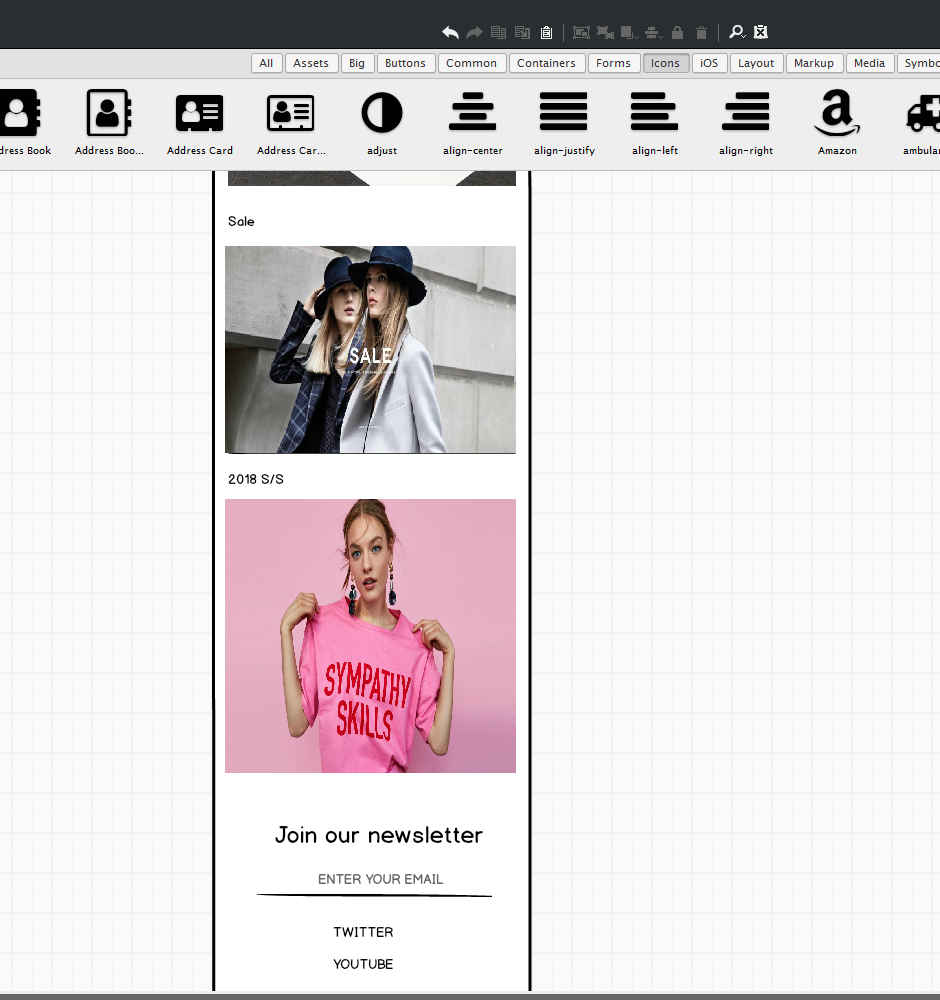 All Assets Big Buttons Common Containers Forms Icons iOS Layout Markup Media Symbo
dress Book Address Boo... Address Card Address Car... adjust align-center align-justify align-left align-right Amazon ambula
Sale
SALE
2018 S/S
SYMPATHY
SKILLS
Join our newsletter
ENTER YOUR EMAIL
TWITTER
YOUTUBE